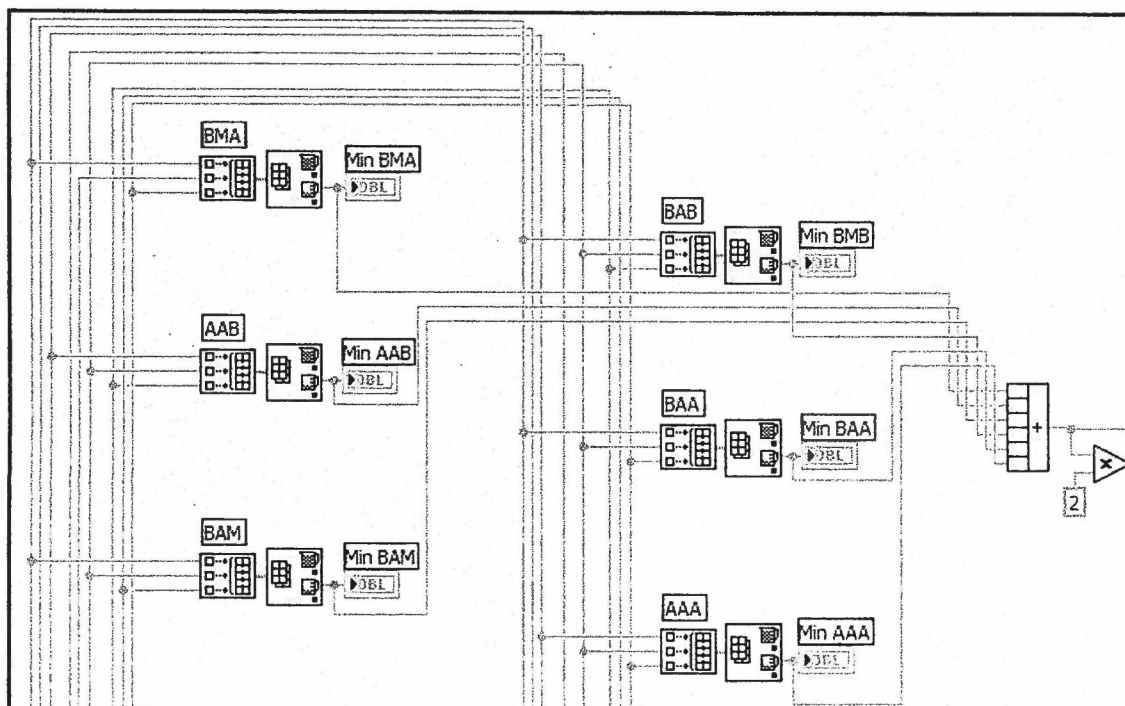 BMA
Min BMA
DBL
BAB
Min BMB
DBL
AAB
Min AAB
DBL
BAA
Min BAA
DBL
+
x
2
BAM
Min BAM
DBL
AAA
Min AAA
DBL